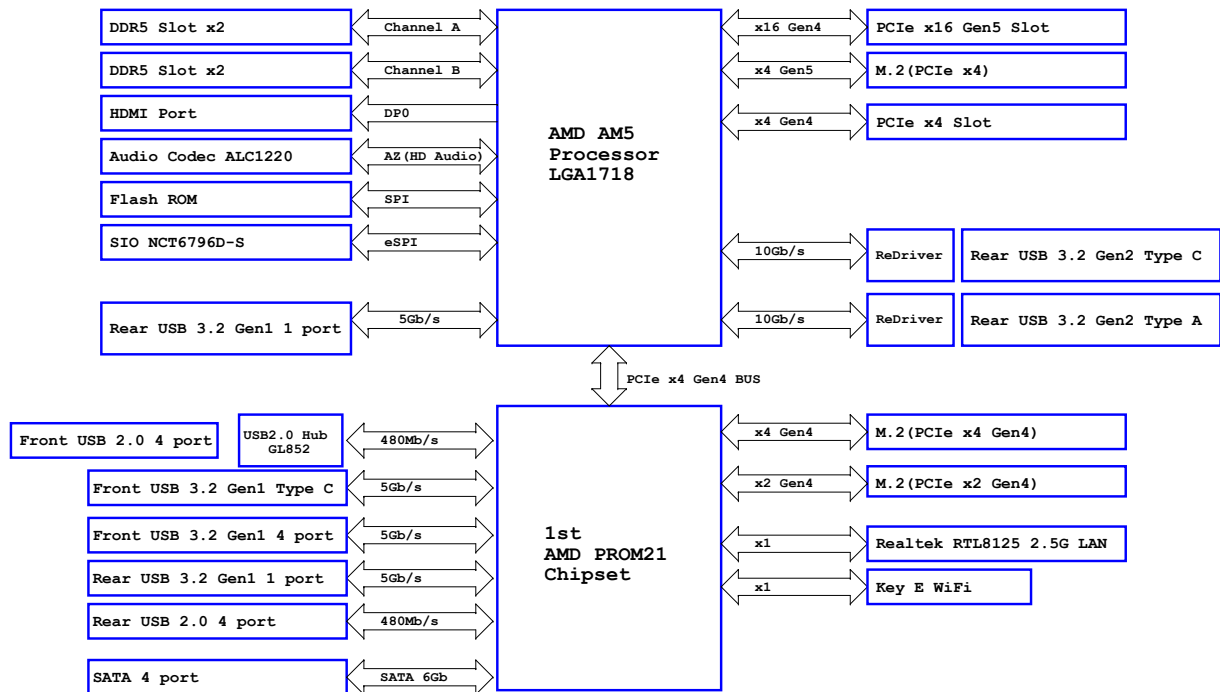 DDR5 Slot x2
Channel A
x16 Gen4
PCIe x16 Gen5 Slot
DDR5 Slot x2
Channel B
x4 Gen5
M.2(PCIe x4)
HDMI Port
DP0
x4 Gen4
PCIe x4 Slot
AMD AM5
Processor
LGA1718
Audio Codec ALC1220
AZ(HD Audio)
Flash ROM
SPI
SIO NCT6796D-S
eSPI
10Gb/s
ReDriver
Rear USB 3.2 Gen2 Type C
Rear USB 3.2 Gen1 1 port
5Gb/s
10Gb/s
ReDriver
Rear USB 3.2 Gen2 Type A
PCIe x4 Gen4 BUS
Front USB 2.0 4 port
USB2.0 Hub
GL852
480Mb/s
x4 Gen4
M.2(PCIe x4 Gen4)
Front USB 3.2 Gen1 Type C
5Gb/s
x2 Gen4
M.2(PCIe x2 Gen4)
Front USB 3.2 Gen1 4 port
5Gb/s
1st
AMD PROM21
Chipset
x1
Realtek RTL8125 2.5G LAN
Rear USB 3.2 Gen1 1 port
5Gb/s
x1
Key E WiFi
Rear USB 2.0 4 port
480Mb/s
SATA 4 port
SATA 6Gb